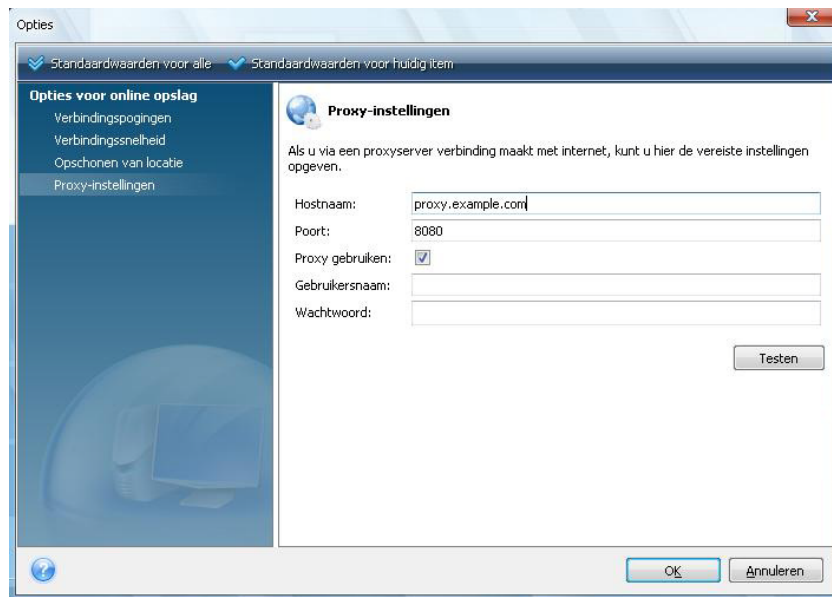 Opties
Standaardwaarden voor alle Standaardwaarden voor huidig item
Opties voor online opslag
Verbindingspogingen
Verbindingssnelheid
Opschonen van locatie
Proxy-instellingen
Proxy-instellingen
Als u via een proxyserver verbinding maakt met internet, kunt u hier de vereiste instellingen
opgeven.
Hostnaam: proxy.example.com
Poort: 8080
Proxy gebruiken:
Gebruikersnaam:
Wachtwoord:
Testen
OK Annuleren